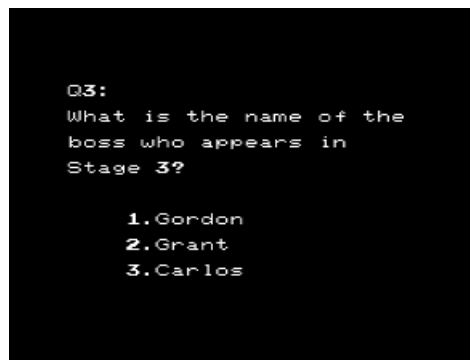 Q3:
What is the name of the
boss who appears in
Stage 3?
1.Gordon
2.Grant
3.Carlos